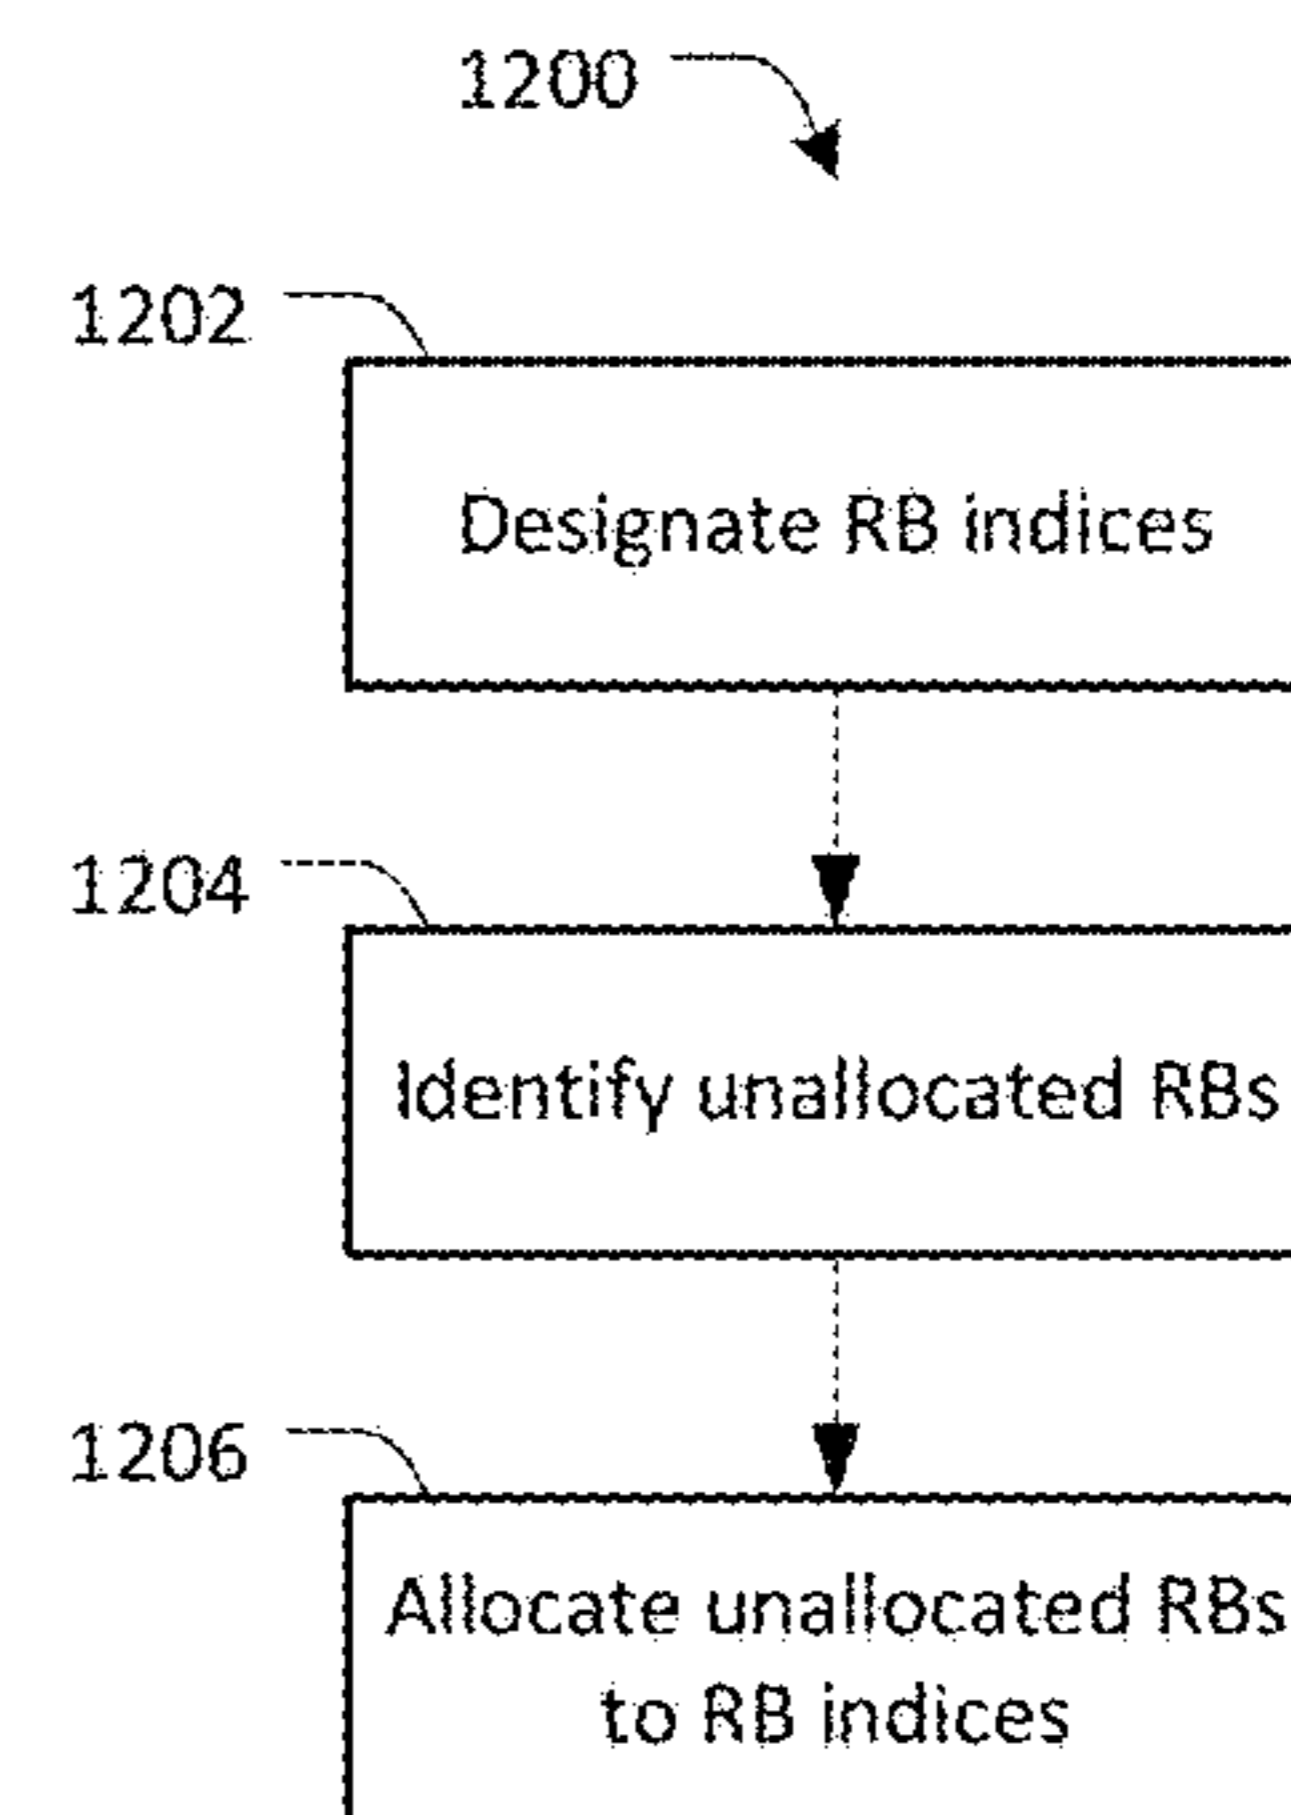 1200
1202
Designate RB indices
1204
Identify unallocated RBs
1206
Allocate unallocated RBs
to RB indices